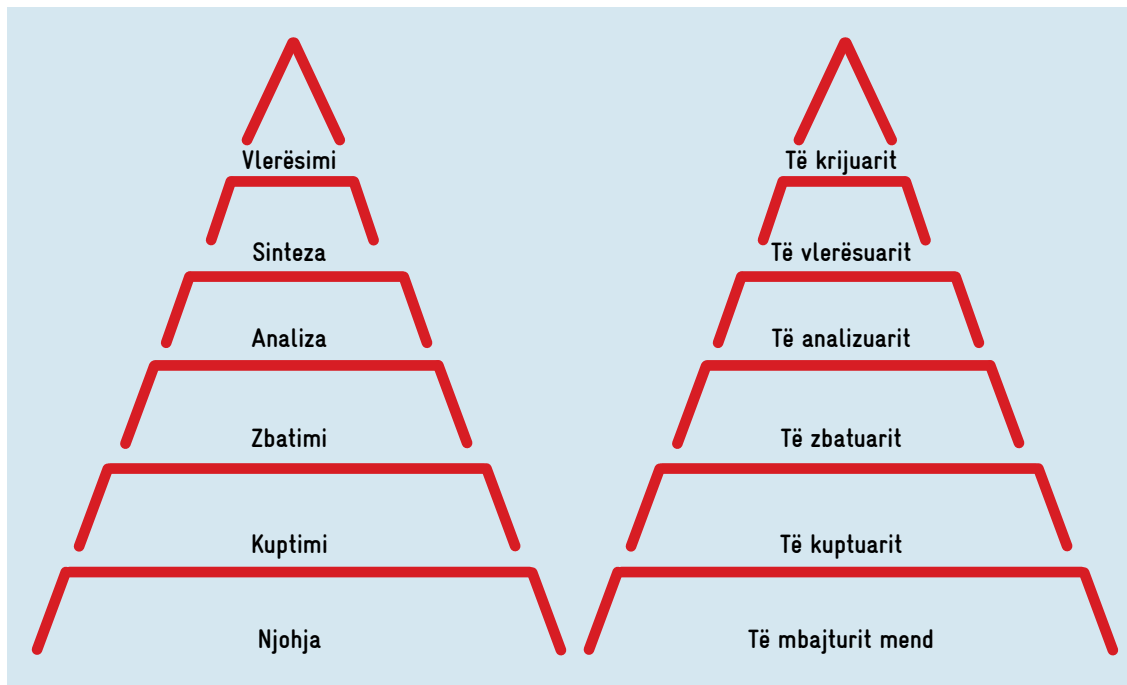 Vlerësimi
Sinteza
Analiza
Zbatimi
Kuptimi
Njohja
Të krijuarit
Të vlerësuarit
Të analizuarit
Të zbatuarit
Të kuptuarit
Të mbajturit mend